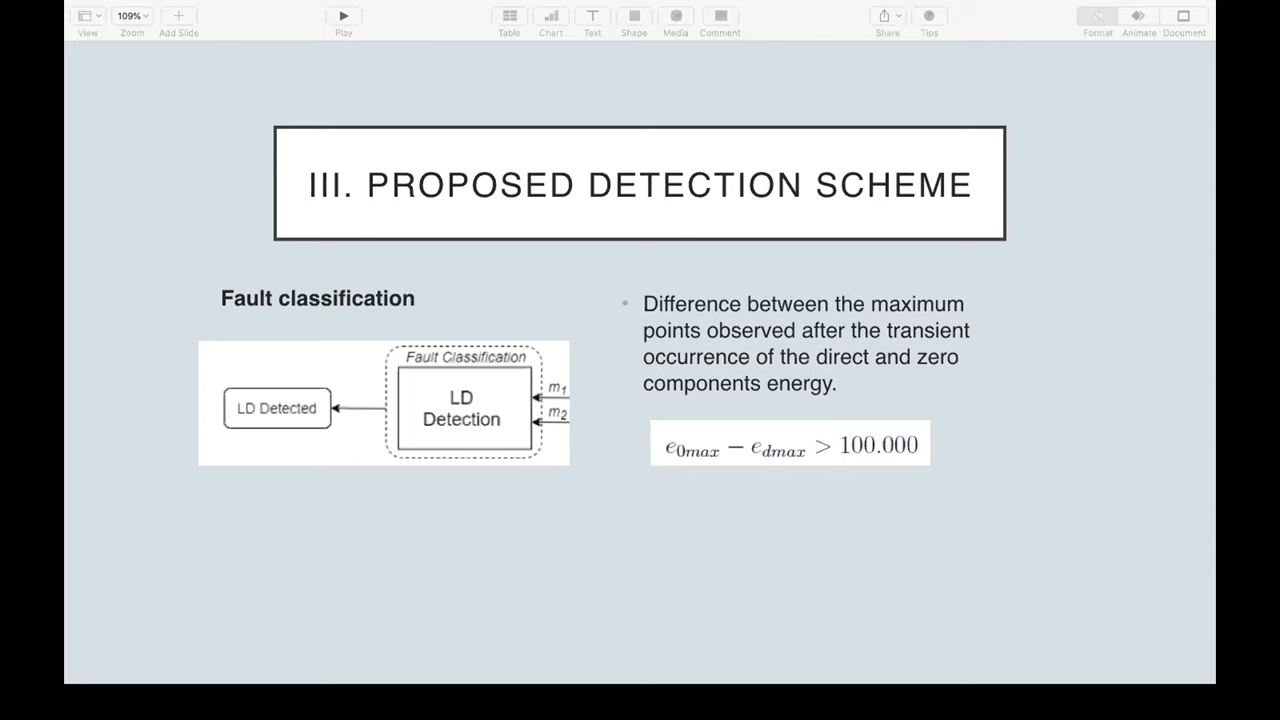 109%
View
Zoom
Add Slide
Play
Table
Chart
Text
Shape
Media
Comment
Share
Tips
Format
Animate
Document
III. PROPOSED DETECTION SCHEME
Fault classification
Fault Classification
LD Detected
LD
Detection
m₁
m₂
• Difference between the maximum
points observed after the transient
occurrence of the direct and zero
components energy.
e₀max − edmax > 100.000